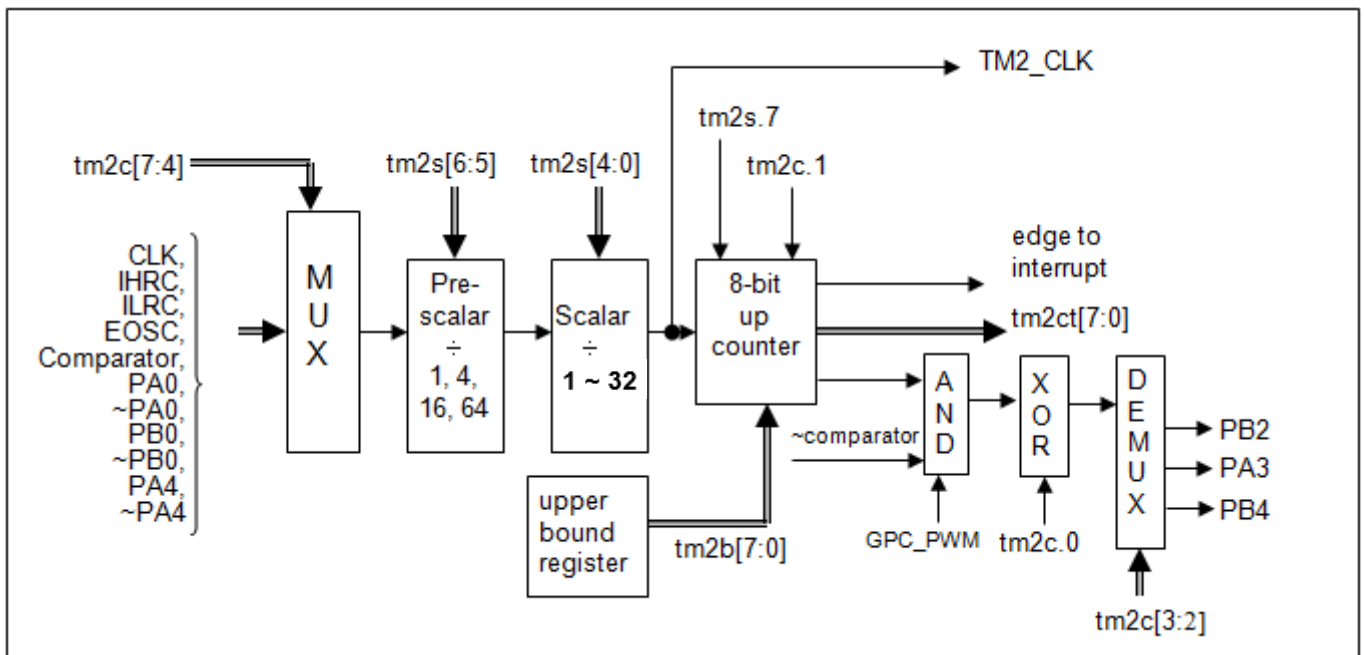 TM2_CLK
tm2s.7
tm2c[7:4]
tm2s[6:5]
tm2s[4:0]
tm2c.1
CLK,
IHRC,
ILRC,
EOSC,
Comparator,
PA0,
~PA0,
PB0,
~PB0,
PA4,
~PA4
M
U
X
Pre-
scalar
÷
1, 4,
16, 64
Scalar
÷
1 ~ 32
8-bit
up
counter
edge to
interrupt
tm2ct[7:0]
~comparator
A
N
D
X
O
R
D
E
M
U
X
PB2
PA3
PB4
upper
bound
register
tm2b[7:0]
GPC_PWM
tm2c.0
tm2c[3:2]